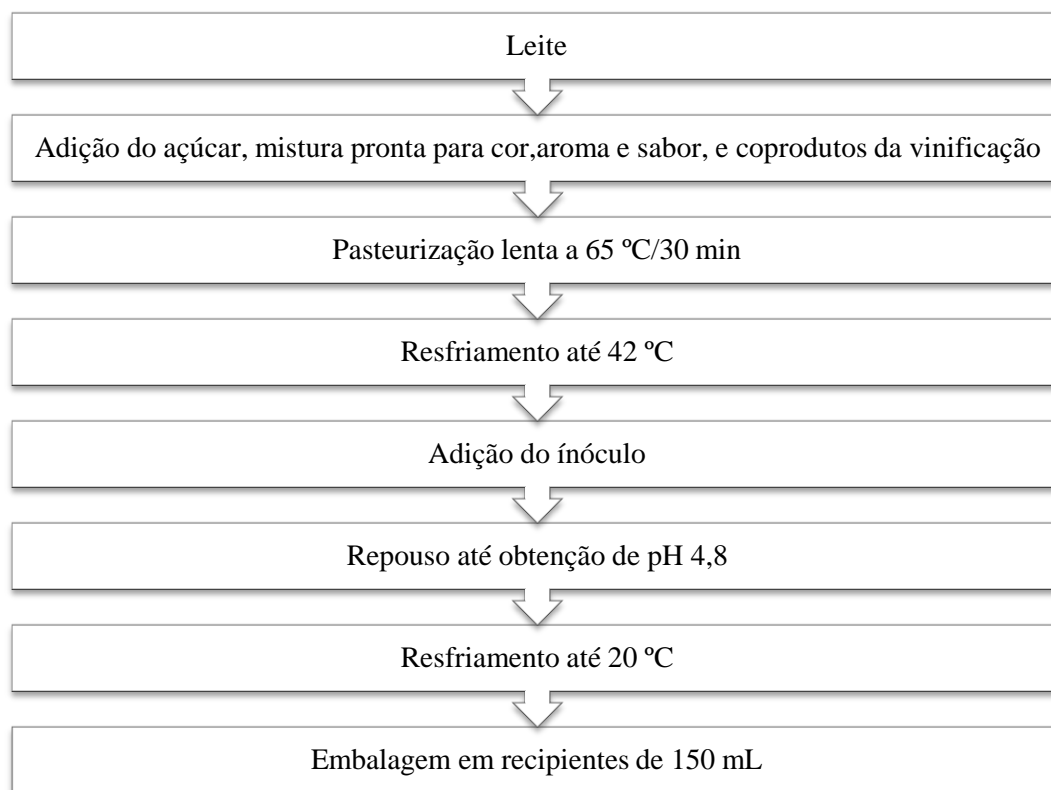 Leite
Adição do açúcar, mistura pronta para cor,aroma e sabor, e coprodutos da vinificação
Pasteurização lenta a 65 ºC/30 min
Resfriamento até 42 ºC
Adição do ínóculo
Repouso até obtenção de pH 4,8
Resfriamento até 20 ºC
Embalagem em recipientes de 150 mL